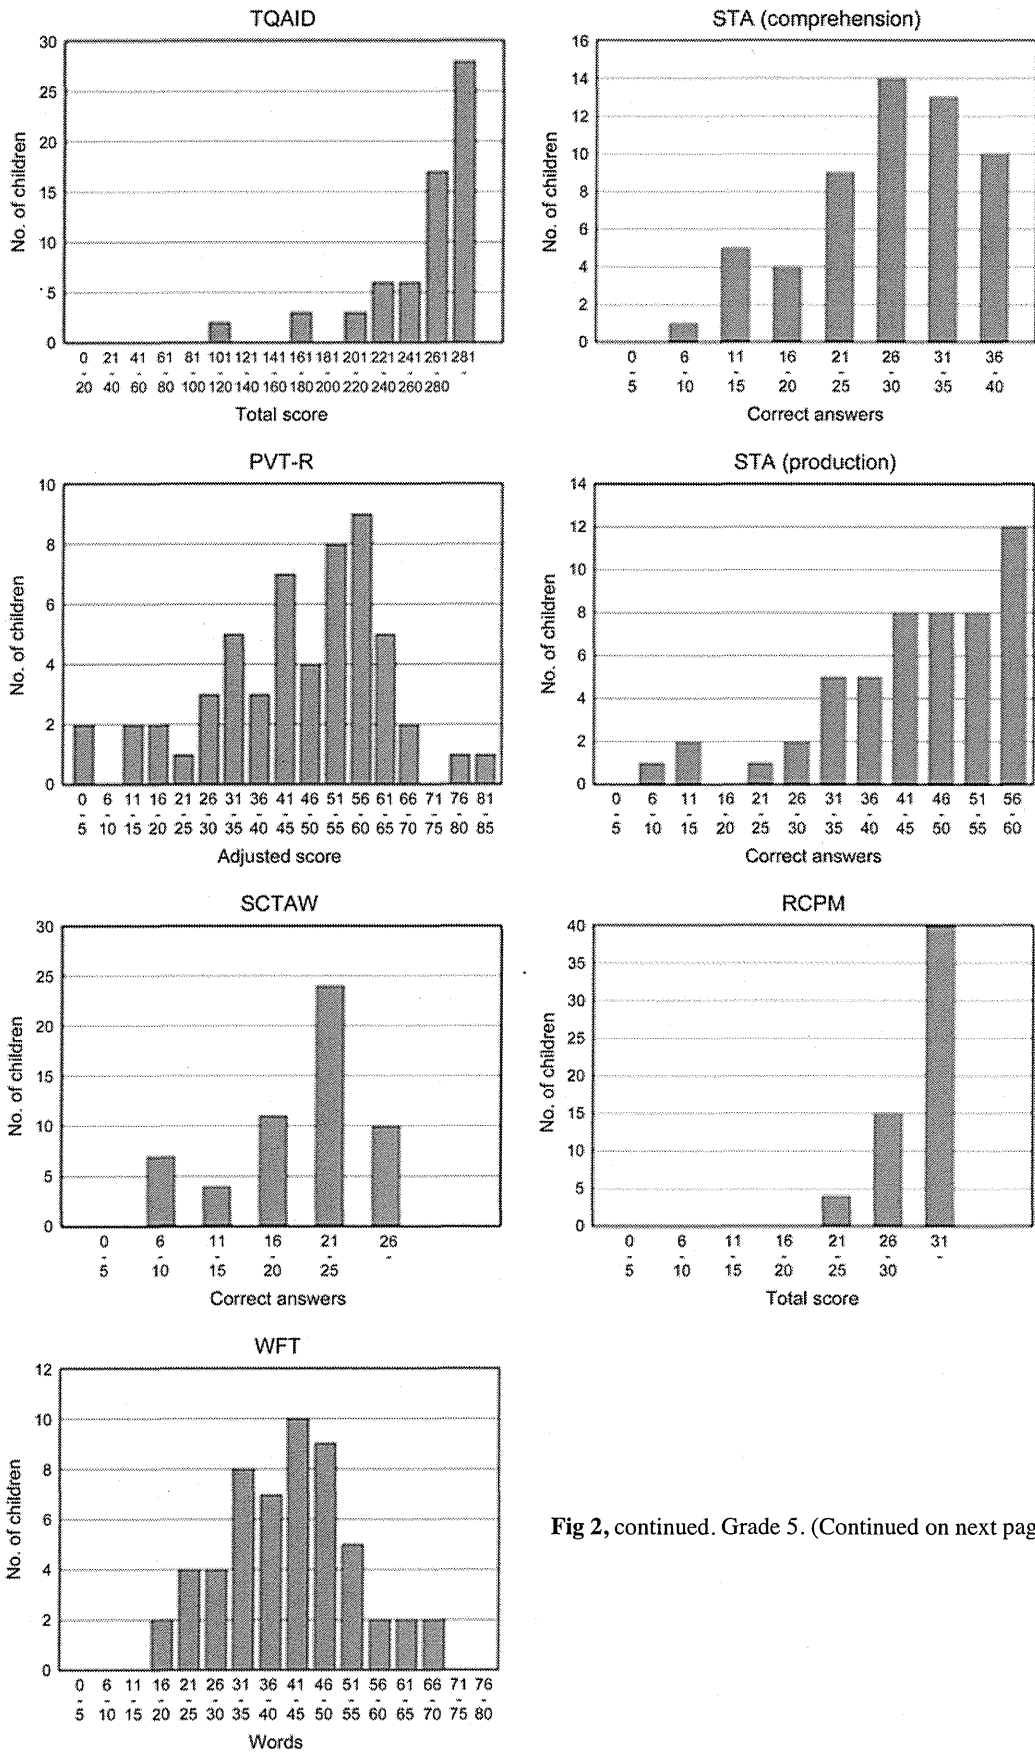 TQAID
30
25
20
15
10
5
0
No. of children
0 21 41 61 81 101 121 141 161 181 201 221 241 261 281
~ ~ ~ ~ ~ ~ ~ ~ ~ ~ ~ ~ ~ ~ ~
20 40 60 80 100 120 140 160 180 200 220 240 260 280
Total score
STA (comprehension)
16
14
12
10
8
6
4
2
0
No. of children
0 6 11 16 21 26 31 36
~ ~ ~ ~ ~ ~ ~ ~
5 10 15 20 25 30 35 40
Correct answers
PVT-R
10
8
6
4
2
0
No. of children
0 6 11 16 21 26 31 36 41 46 51 56 61 66 71 76 81
~ ~ ~ ~ ~ ~ ~ ~ ~ ~ ~ ~ ~ ~ ~ ~ ~
5 10 15 20 25 30 35 40 45 50 55 60 65 70 75 80 85
Adjusted score
STA (production)
14
12
10
8
6
4
2
0
No. of children
0 6 11 16 21 26 31 36 41 46 51 56
~ ~ ~ ~ ~ ~ ~ ~ ~ ~ ~ ~
5 10 15 20 25 30 35 40 45 50 55 60
Correct answers
SCTAW
30
25
20
15
10
5
0
No. of children
0 6 11 16 21 26
~ ~ ~ ~ ~ ~
5 10 15 20 25
Correct answers
RCPM
40
35
30
25
20
15
10
5
0
No. of children
0 6 11 16 21 26 31
~ ~ ~ ~ ~ ~ ~
5 10 15 20 25 30
Total score
WFT
12
10
8
6
4
2
0
No. of children
0 6 11 16 21 26 31 36 41 46 51 56 61 66 71 76
~ ~ ~ ~ ~ ~ ~ ~ ~ ~ ~ ~ ~ ~ ~ ~
5 10 15 20 25 30 35 40 45 50 55 60 65 70 75 80
Words
Fig 2, continued. Grade 5. (Continued on next pag